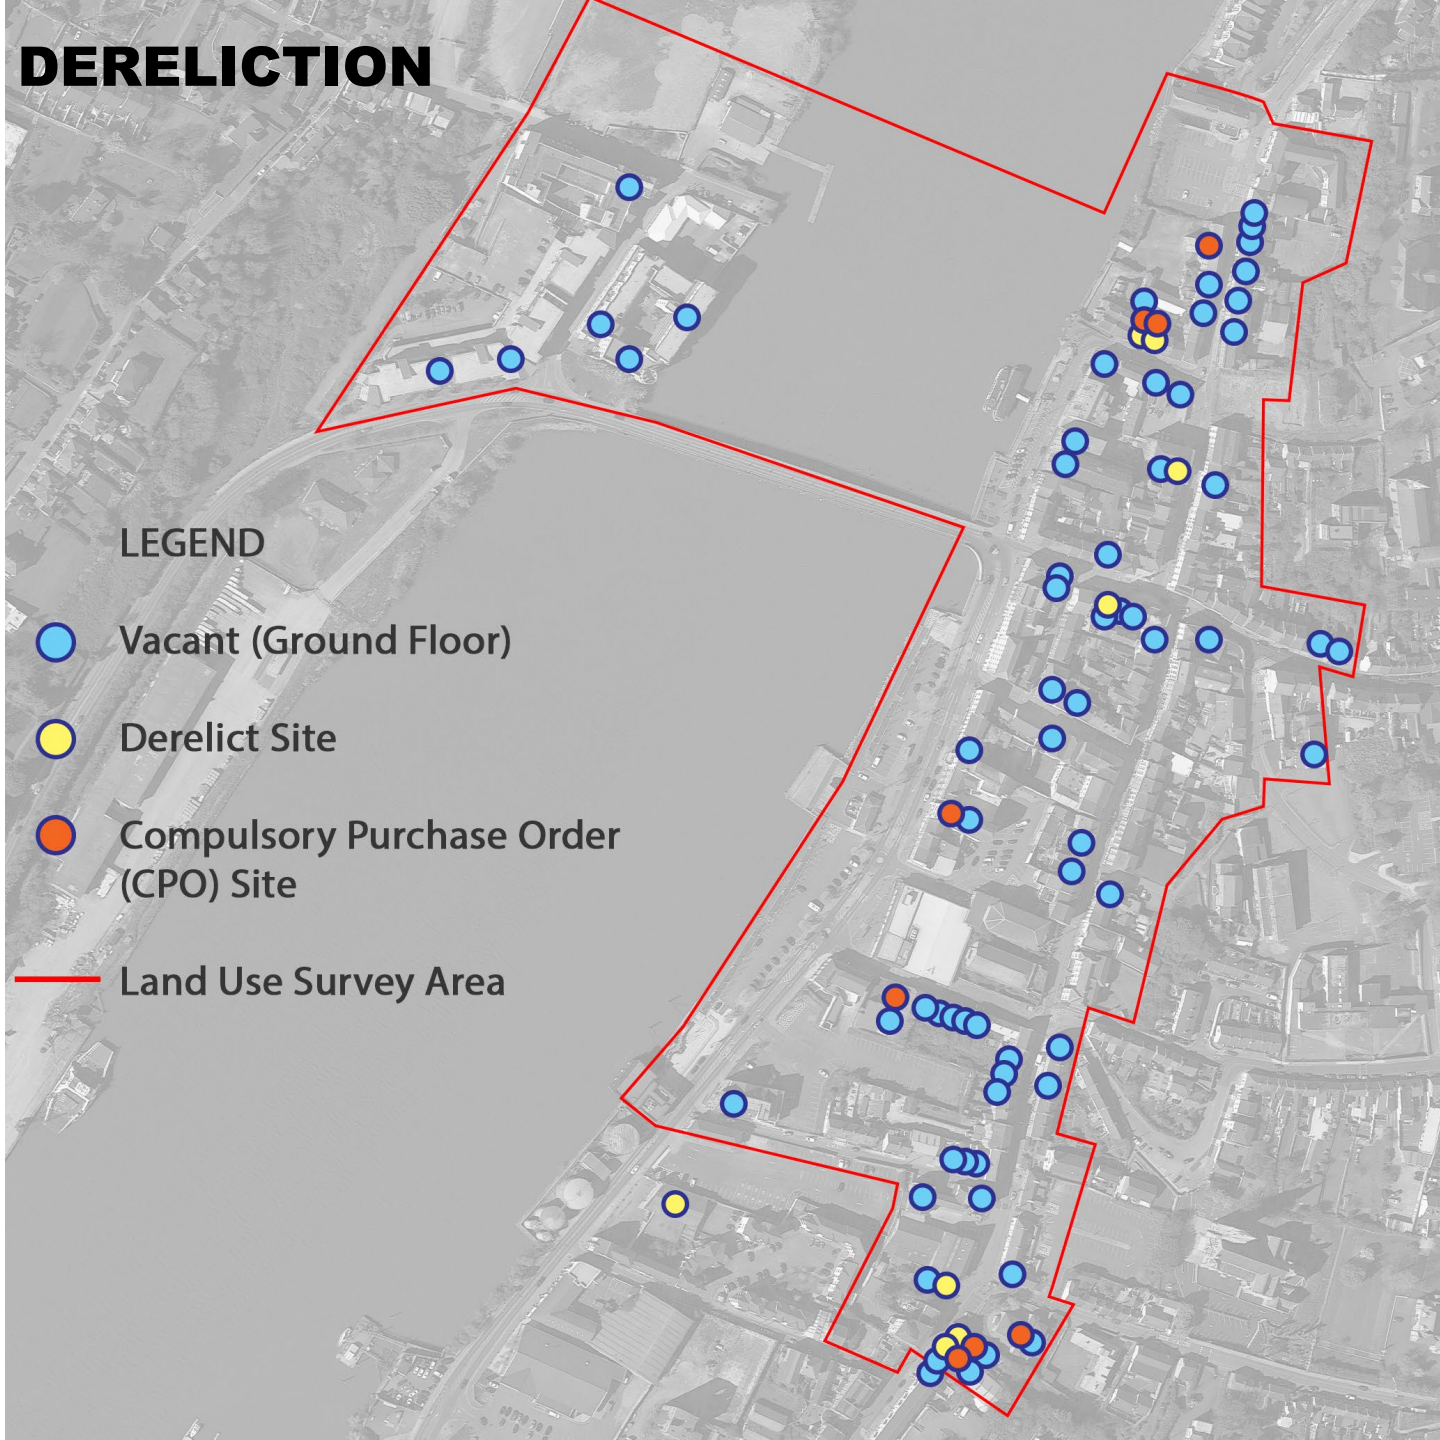 DERELICTION
LEGEND
Vacant (Ground Floor)
Derelict Site
Compulsory Purchase Order
(CPO) Site
Land Use Survey Area